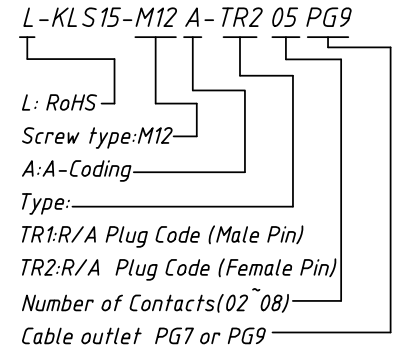 L-KLS15-M12 A-TR2 05 PG9
L: RoHS
Screw type:M12
A:A-Coding
Type:
TR1:R/A Plug Code (Male Pin)
TR2:R/A Plug Code (Female Pin)
Number of Contacts(02~08)
Cable outlet PG7 or PG9